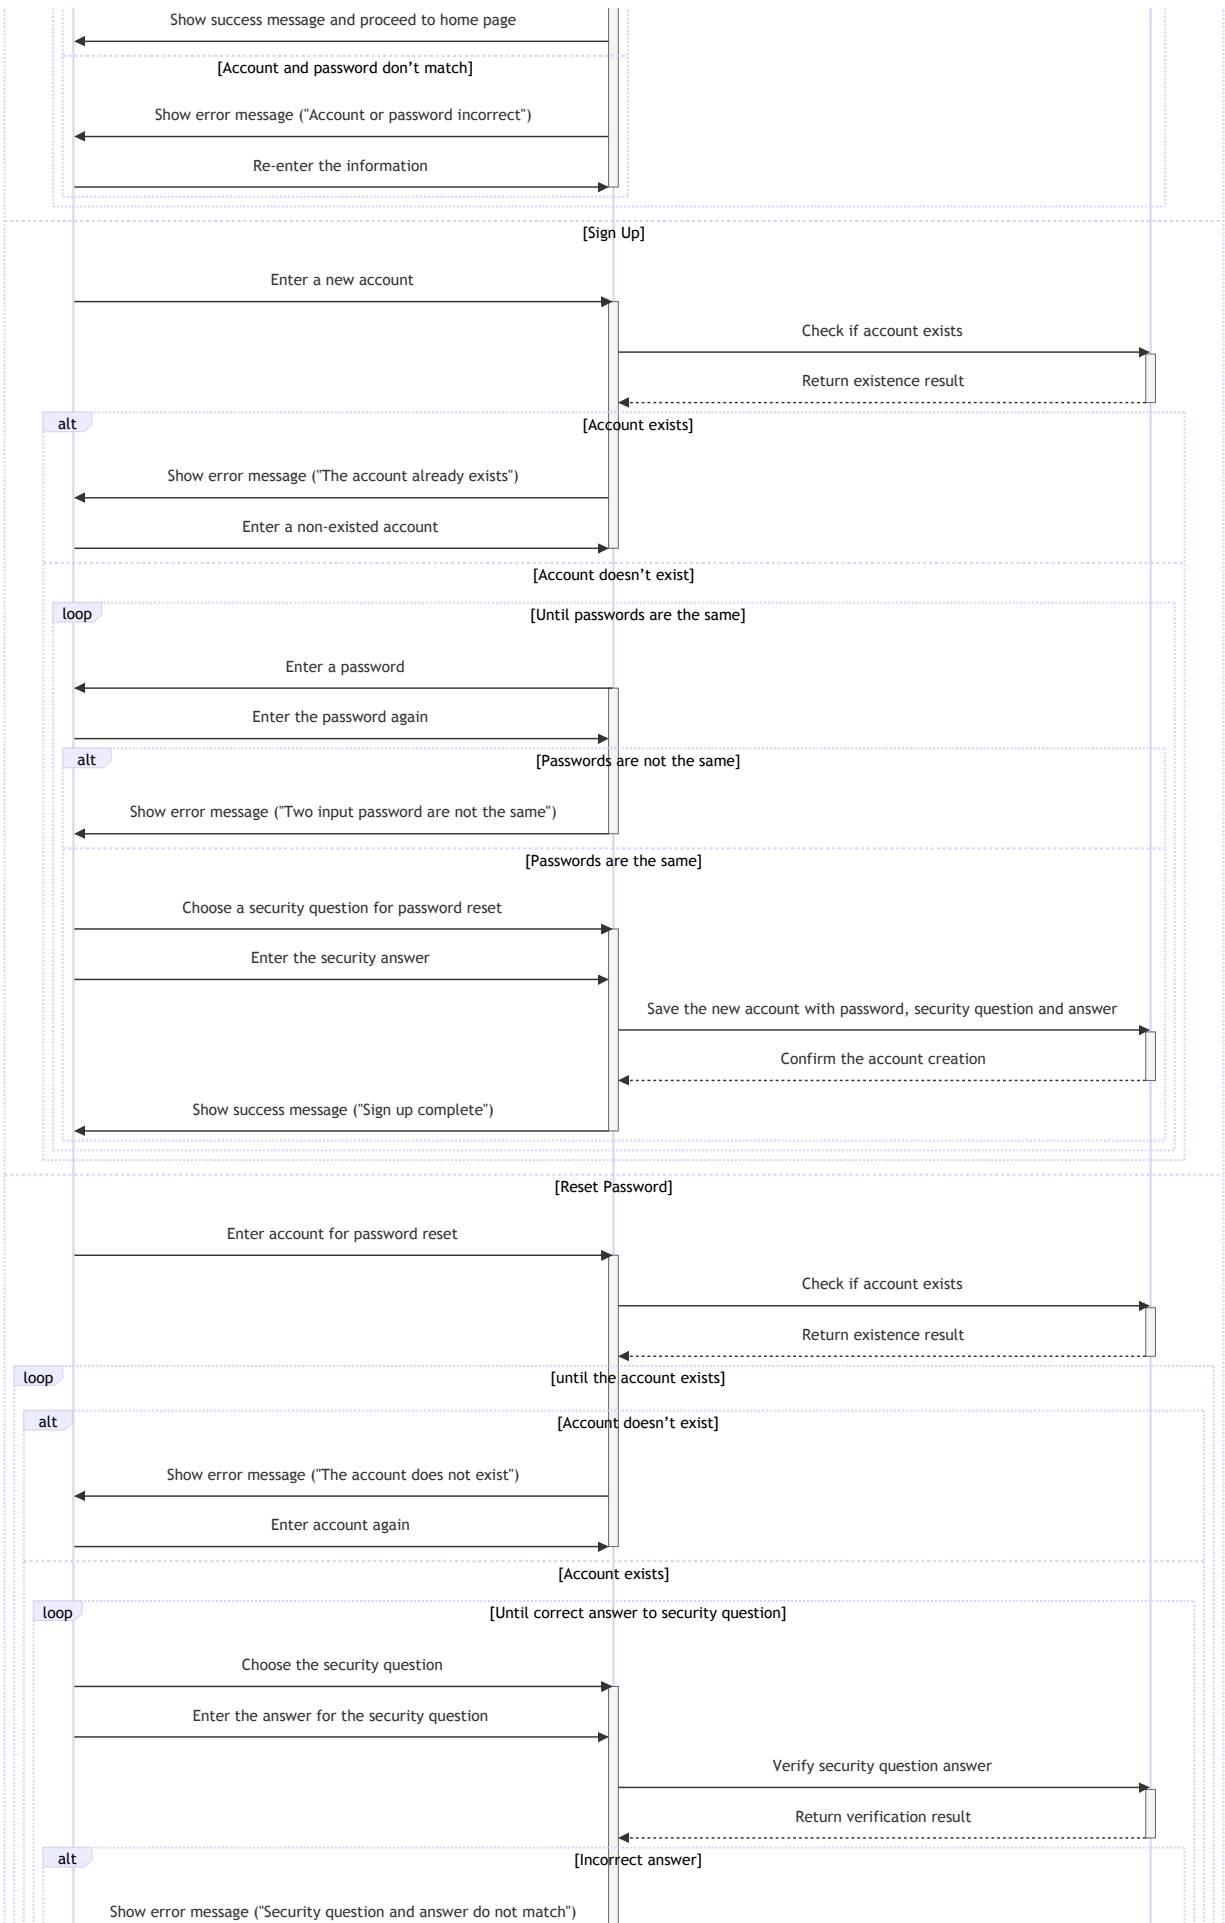 Show success message and proceed to home page
[Account and password don’t match]
Show error message ("Account or password incorrect")
Re-enter the information
[Sign Up]
Enter a new account
Check if account exists
Return existence result
alt
[Account exists]
Show error message ("The account already exists")
Enter a non-existed account
[Account doesn’t exist]
loop
[Until passwords are the same]
Enter a password
Enter the password again
alt
[Passwords are not the same]
Show error message ("Two input password are not the same")
[Passwords are the same]
Choose a security question for password reset
Enter the security answer
Save the new account with password, security question and answer
Confirm the account creation
Show success message ("Sign up complete")
[Reset Password]
Enter account for password reset
Check if account exists
Return existence result
loop
[until the account exists]
alt
[Account doesn’t exist]
Show error message ("The account does not exist")
Enter account again
[Account exists]
loop
[Until correct answer to security question]
Choose the security question
Enter the answer for the security question
Verify security question answer
Return verification result
alt
[Incorrect answer]
Show error message ("Security question and answer do not match")